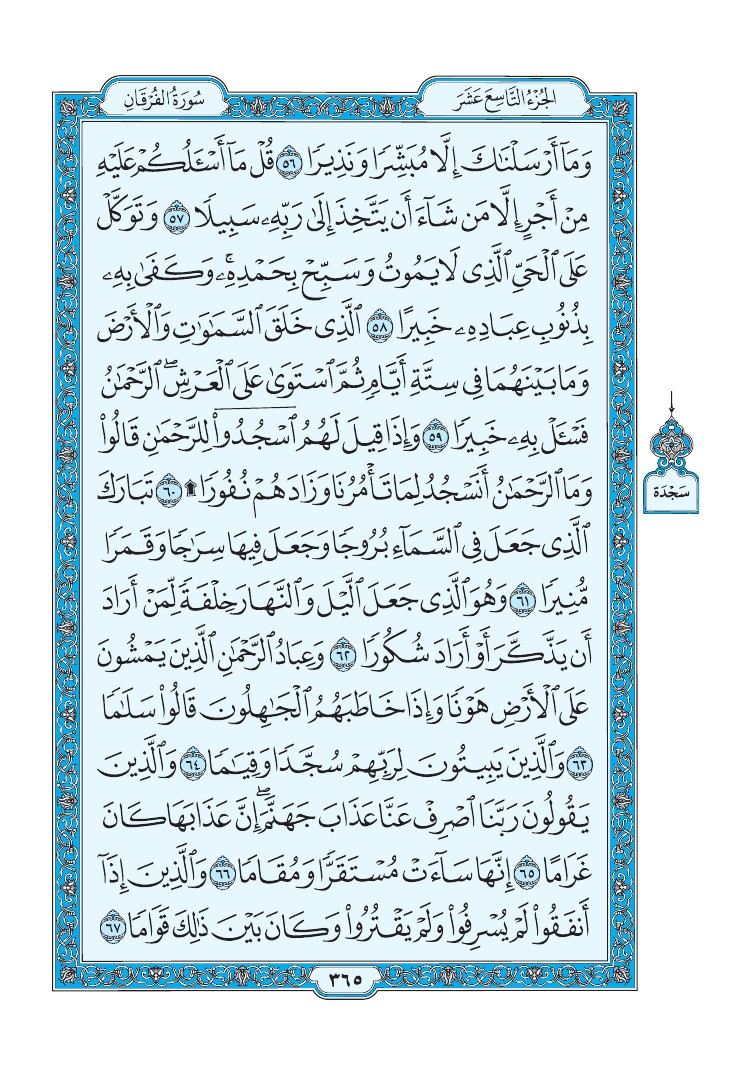 الجُزْءُ التَّاسِعَ عَشَرَ
سُورَةُ الفُرْقَانِ
وَمَآ أَرْسَلْنَٰكَ إِلَّا مُبَشِّرٗا وَنَذِيرٗا ٥٦ قُلْ مَآ أَسْـَٔلُكُمْ عَلَيْهِ
مِنْ أَجْرٍ إِلَّا مَن شَآءَ أَن يَتَّخِذَ إِلَىٰ رَبِّهِۦ سَبِيلٗا ٥٧ وَتَوَكَّلْ
عَلَى ٱلْحَيِّ ٱلَّذِى لَا يَمُوتُ وَسَبِّحْ بِحَمْدِهِۦۚ وَكَفَىٰ بِهِۦ
بِذُنُوبِ عِبَادِهِۦ خَبِيرًا ٥٨ ٱلَّذِى خَلَقَ ٱلسَّمَٰوَٰتِ وَٱلْأَرْضَ
وَمَا بَيْنَهُمَا فِى سِتَّةِ أَيَّامٖ ثُمَّ ٱسْتَوَىٰ عَلَى ٱلْعَرْشِۖ ٱلرَّحْمَٰنُ
فَسْـَٔلْ بِهِۦ خَبِيرٗا ٥٩ وَإِذَا قِيلَ لَهُمُ ٱسْجُدُوا۟ لِلرَّحْمَٰنِ قَالُوا۟
وَمَا ٱلرَّحْمَٰنُ أَنَسْجُدُ لِمَا تَأْمُرُنَا وَزَادَهُمْ نُفُورٗا ۩ ٦٠ تَبَارَكَ
سَجْدَة
ٱلَّذِى جَعَلَ فِى ٱلسَّمَآءِ بُرُوجٗا وَجَعَلَ فِيهَا سِرَٰجٗا وَقَمَرٗا
مُّنِيرٗا ٦١ وَهُوَ ٱلَّذِى جَعَلَ ٱلَّيْلَ وَٱلنَّهَارَ خِلْفَةٗ لِّمَنْ أَرَادَ
أَن يَذَّكَّرَ أَوْ أَرَادَ شُكُورٗا ٦٢ وَعِبَادُ ٱلرَّحْمَٰنِ ٱلَّذِينَ يَمْشُونَ
عَلَى ٱلْأَرْضِ هَوْنٗا وَإِذَا خَاطَبَهُمُ ٱلْجَٰهِلُونَ قَالُوا۟ سَلَٰمٗا
٦٣ وَٱلَّذِينَ يَبِيتُونَ لِرَبِّهِمْ سُجَّدٗا وَقِيَٰمٗا ٦٤ وَٱلَّذِينَ
يَقُولُونَ رَبَّنَا ٱصْرِفْ عَنَّا عَذَابَ جَهَنَّمَۖ إِنَّ عَذَابَهَا كَانَ
غَرَامًا ٦٥ إِنَّهَا سَآءَتْ مُسْتَقَرّٗا وَمُقَامٗا ٦٦ وَٱلَّذِينَ إِذَآ
أَنفَقُوا۟ لَمْ يُسْرِفُوا۟ وَلَمْ يَقْتُرُوا۟ وَكَانَ بَيْنَ ذَٰلِكَ قَوَامٗا ٦٧
٣٦٥